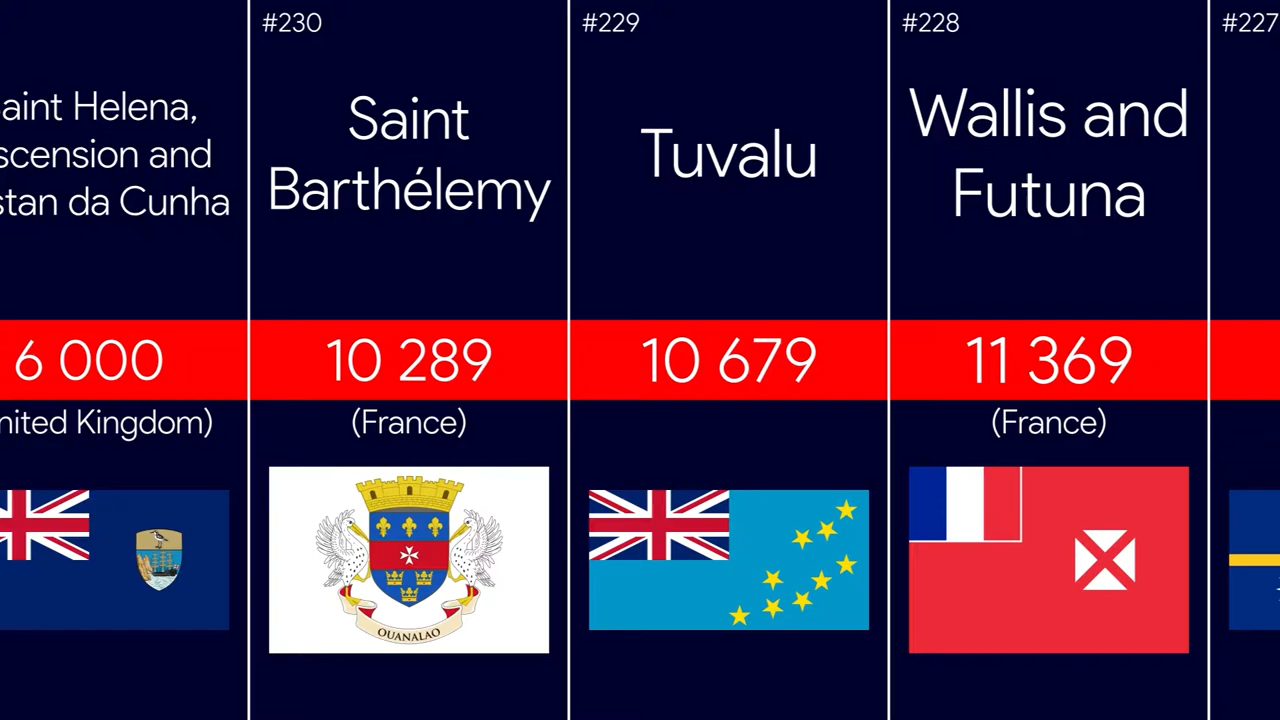 aint Helena,
scension and
stan da Cunha
6 000
nited Kingdom)
#230
Saint
Barthélemy
10 289
(France)
OUANALAO
#229
Tuvalu
10 679
#228
Wallis and
Futuna
11 369
(France)
#227